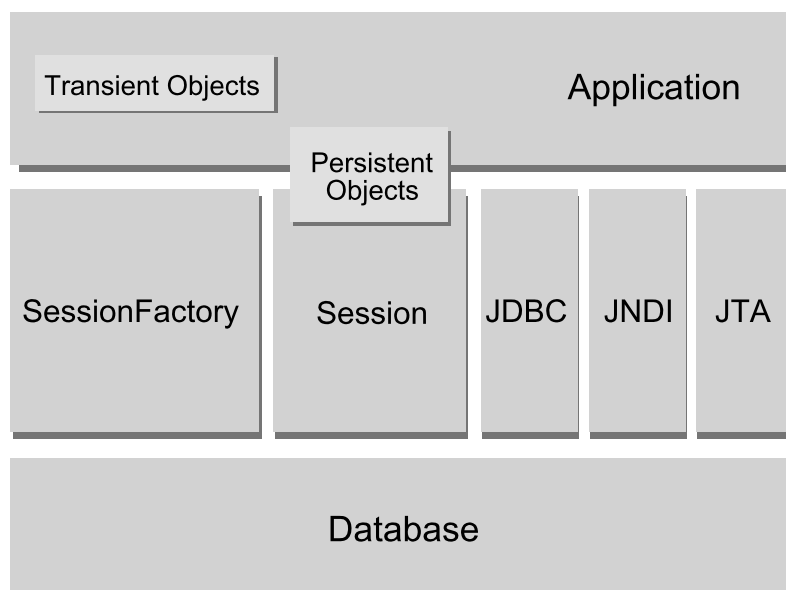 Transient Objects
Application
Persistent
Objects
SessionFactory
Session
JDBC
JNDI
JTA
Database